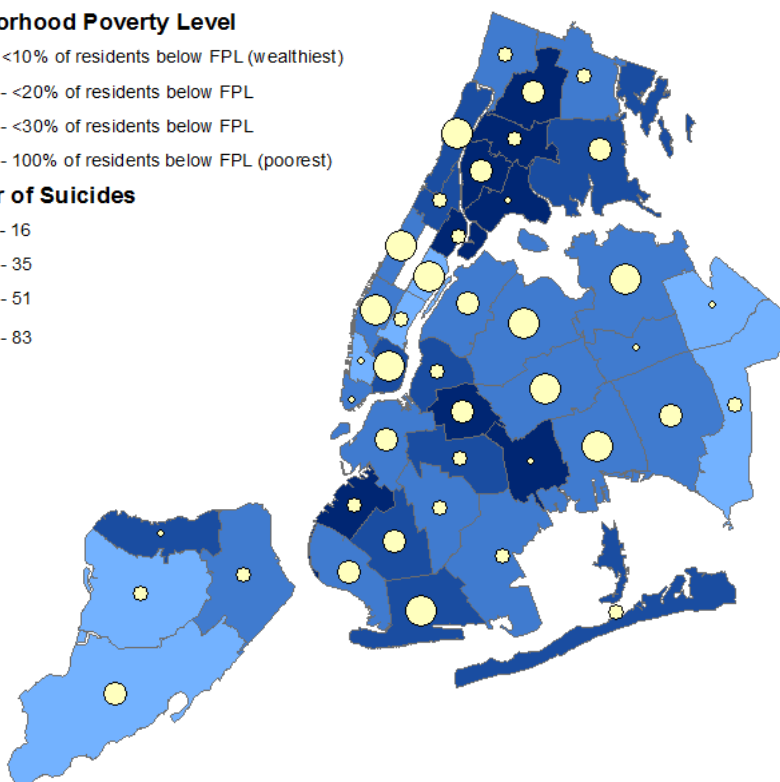 orhood Poverty Level
<10% of residents below FPL (wealthiest)
- <20% of residents below FPL
- <30% of residents below FPL
- 100% of residents below FPL (poorest)
r of Suicides
- 16
- 35
- 51
- 83